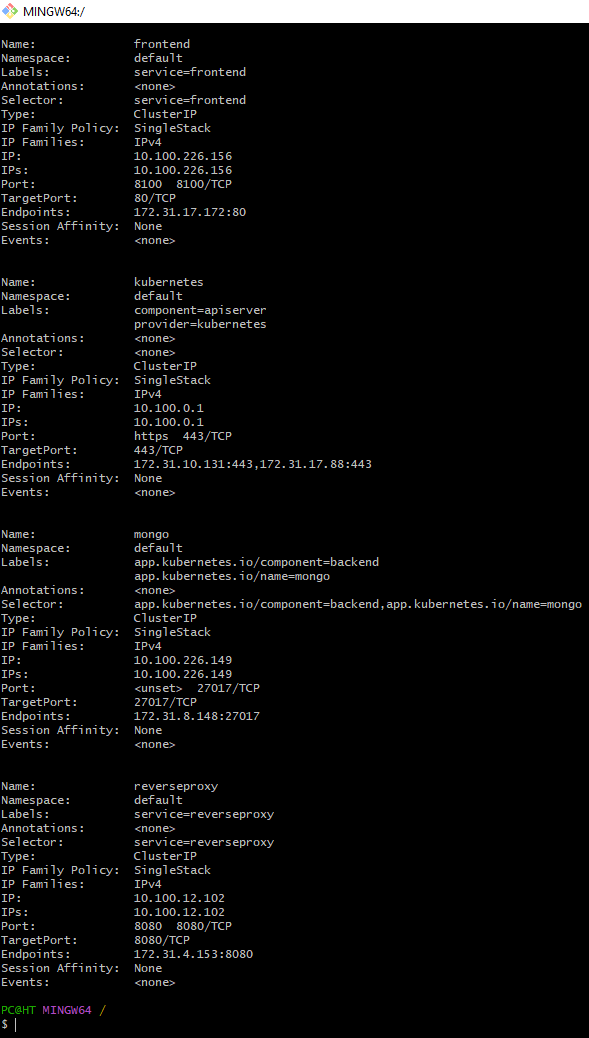 MINGW64:/
Name: frontend
Namespace: default
Labels: service=frontend
Annotations: <none>
Selector: service=frontend
Type: ClusterIP
IP Family Policy: SingleStack
IP Families: IPv4
IP: 10.100.226.156
IPs: 10.100.226.156
Port: 8100 8100/TCP
TargetPort: 80/TCP
Endpoints: 172.31.17.172:80
Session Affinity: None
Events: <none>
Name: kubernetes
Namespace: default
Labels: component=apiserver
provider=kubernetes
Annotations: <none>
Selector: <none>
Type: ClusterIP
IP Family Policy: SingleStack
IP Families: IPv4
IP: 10.100.0.1
IPs: 10.100.0.1
Port: https 443/TCP
TargetPort: 443/TCP
Endpoints: 172.31.10.131:443,172.31.17.88:443
Session Affinity: None
Events: <none>
Name: mongo
Namespace: default
Labels: app.kubernetes.io/component=backend
app.kubernetes.io/name=mongo
Annotations: <none>
Selector: app.kubernetes.io/component=backend,app.kubernetes.io/name=mongo
Type: ClusterIP
IP Family Policy: SingleStack
IP Families: IPv4
IP: 10.100.226.149
IPs: 10.100.226.149
Port: <unset> 27017/TCP
TargetPort: 27017/TCP
Endpoints: 172.31.8.148:27017
Session Affinity: None
Events: <none>
Name: reverseproxy
Namespace: default
Labels: service=reverseproxy
Annotations: <none>
Selector: service=reverseproxy
Type: ClusterIP
IP Family Policy: SingleStack
IP Families: IPv4
IP: 10.100.12.102
IPs: 10.100.12.102
Port: 8080 8080/TCP
TargetPort: 8080/TCP
Endpoints: 172.31.4.153:8080
Session Affinity: None
Events: <none>
PC@HT MINGW64 /
$